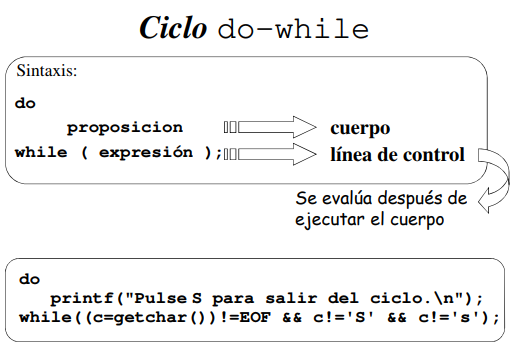 Ciclo do-while
Sintaxis:
do
proposicion cuerpo
while ( expresión ); línea de control
Se evalúa después de
ejecutar el cuerpo
do
printf("Pulse S para salir del ciclo.\n");
while((c=getchar())!=EOF && c!='S' && c!='s');